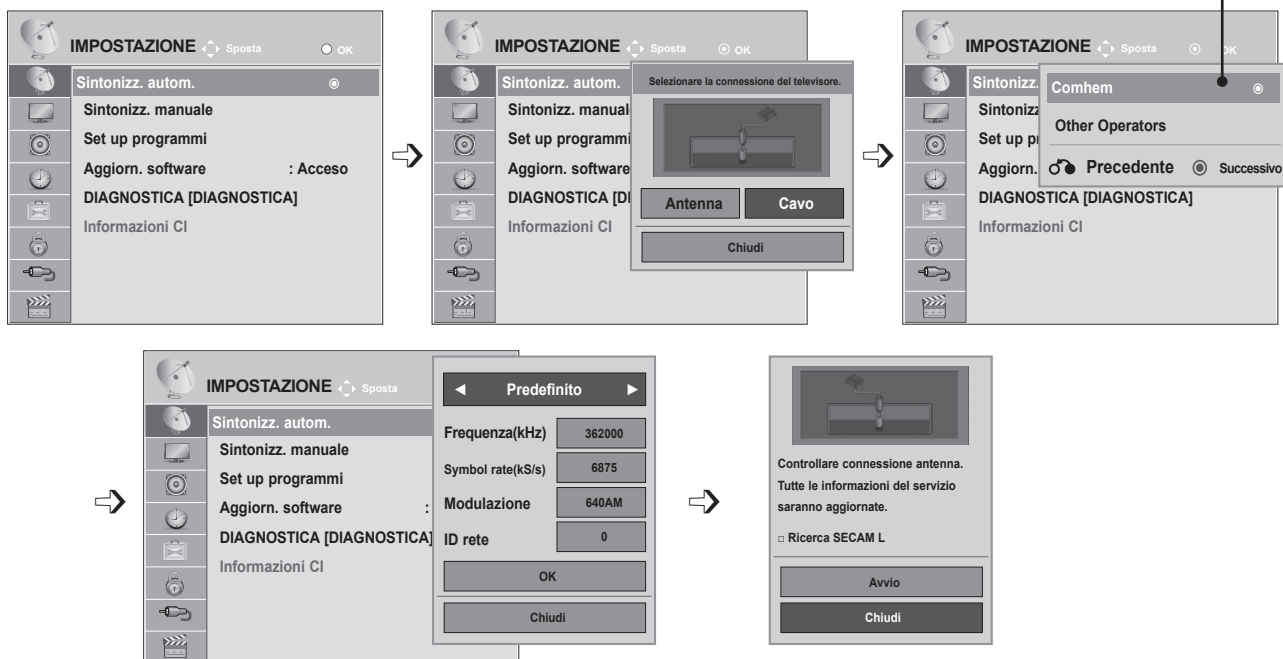 IMPOSTAZIONE Sposta OK
Sintonizz. autom.
Sintonizz. manuale
Set up programmi
Aggiorn. software : Acceso
DIAGNOSTICA [DIAGNOSTICA]
Informazioni CI
IMPOSTAZIONE Sposta OK
Sintonizz. autom.
Sintonizz. manual
Set up programmi
Aggiorn. software
DIAGNOSTICA [DI
Informazioni CI
Selezionare la connessione del televisore.
Antenna Cavo
Chiudi
IMPOSTAZIONE Sposta OK
Sintonizz.
Sintoniz
Set up p
Aggiorn.
DIAGNOSTICA [DIAGNOSTICA]
Informazioni CI
Comhem
Other Operators
Precedente Successivo
IMPOSTAZIONE Sposta
Sintonizz. autom.
Sintonizz. manuale
Set up programmi
Aggiorn. software :
DIAGNOSTICA [DIAGNOSTICA]
Informazioni CI
◄ Predefinito ►
Frequenza(kHz) 362000
Symbol rate(kS/s) 6875
Modulazione 640AM
ID rete 0
OK
Chiudi
Controllare connessione antenna.
Tutte le informazioni del servizio
saranno aggiornate.
□ Ricerca SECAM L
Avvio
Chiudi